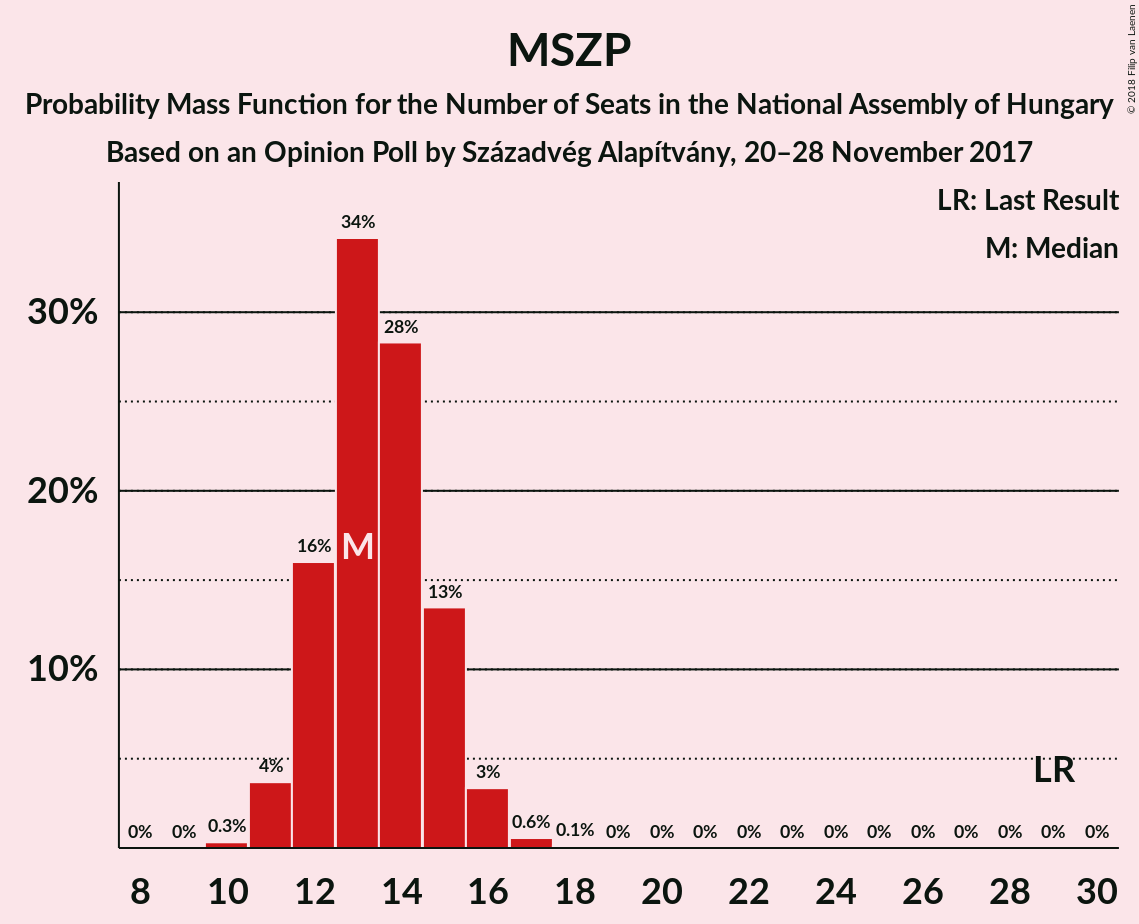 MSZP
Probability Mass Function for the Number of Seats in the National Assembly of Hungary
Based on an Opinion Poll by Századvég Alapítvány, 20–28 November 2017
© 2018 Filip van Laenen
LR: Last Result
M: Median
30%
20%
10%
0% 0% 0.3% 4% 16% 34% 28% 13% 3% 0.6% 0.1% 0% 0% 0% 0% 0% 0% 0% 0% 0% 0% 0% 0%
M
LR
8 10 12 14 16 18 20 22 24 26 28 30